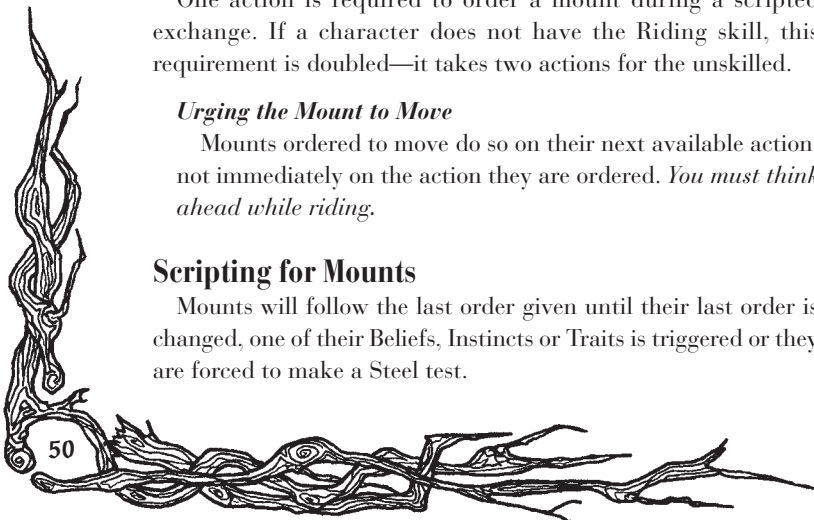 One action is required to order a mount during a scripted
exchange. If a character does not have the Riding skill, this
requirement is doubled—it takes two actions for the unskilled.
Urging the Mount to Move
Mounts ordered to move do so on their next available action
not immediately on the action they are ordered. You must think
ahead while riding.
Scripting for Mounts
Mounts will follow the last order given until their last order is
changed, one of their Beliefs, Instincts or Traits is triggered or they
are forced to make a Steel test.
50